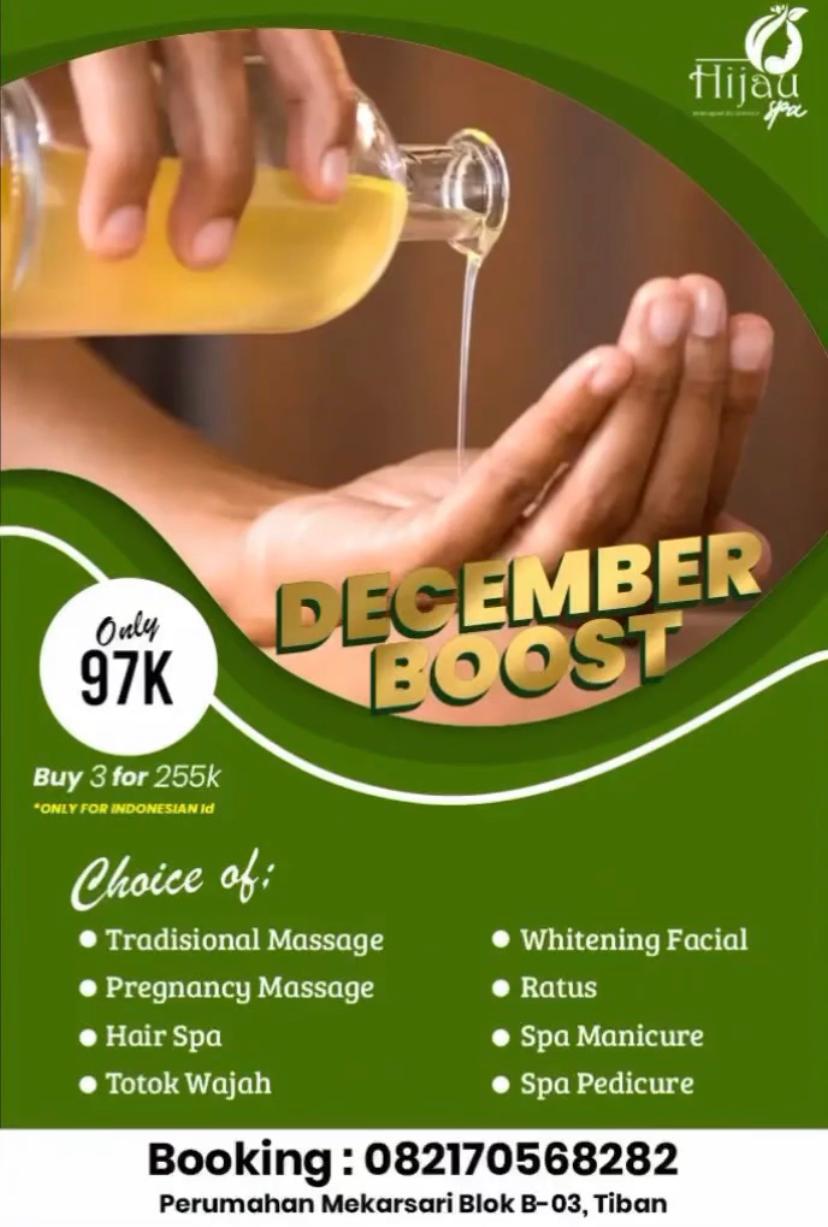 Hijau
spa
DECEMBER
BOOST
Only
97K
Buy 3 for 255k
*ONLY FOR INDONESIAN Id
Choice of:
Tradisional Massage
Pregnancy Massage
Hair Spa
Totok Wajah
Whitening Facial
Ratus
Spa Manicure
Spa Pedicure
Booking : 082170568282
Perumahan Mekarsari Blok B-03, Tiban